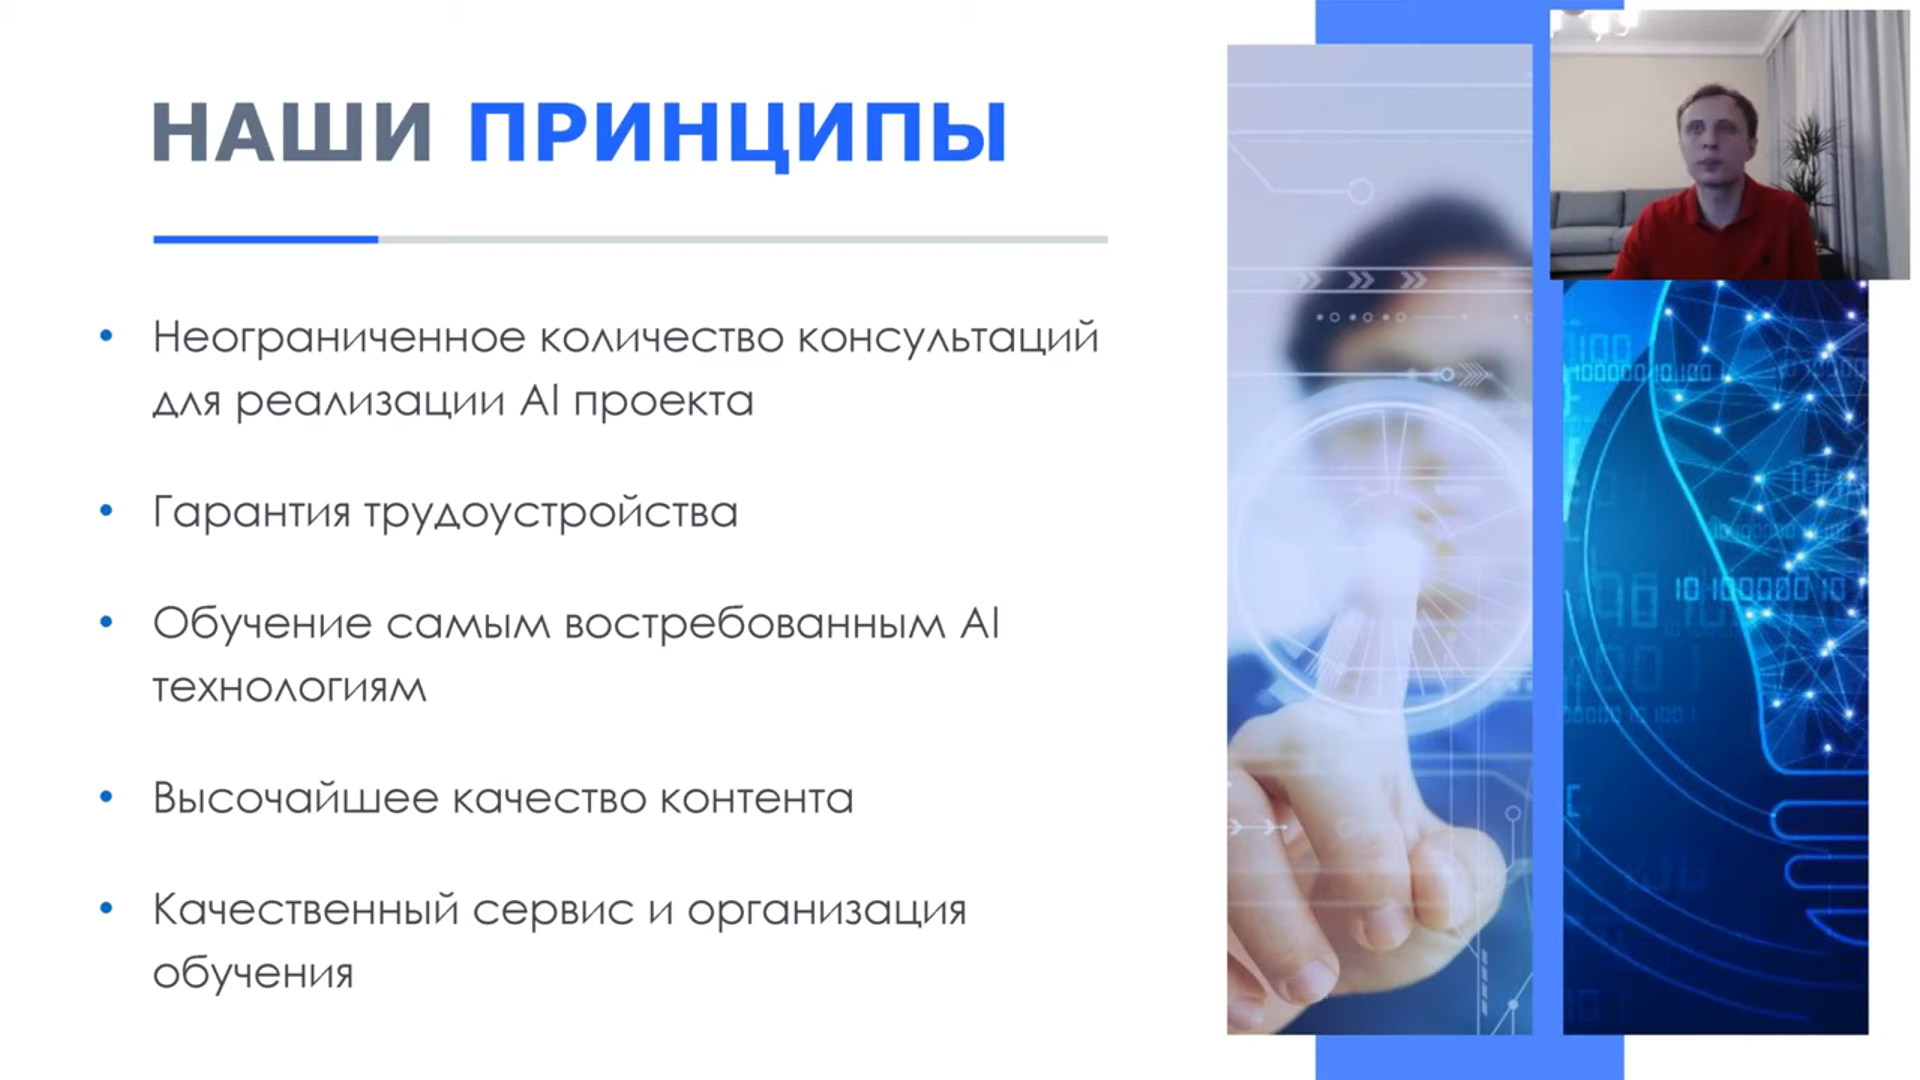 НАШИ ПРИНЦИПЫ
• Неограниченное количество консультаций
для реализации AI проекта
• Гарантия трудоустройства
• Обучение самым востребованным AI
технологиям
• Высочайшее качество контента
• Качественный сервис и организация
обучения